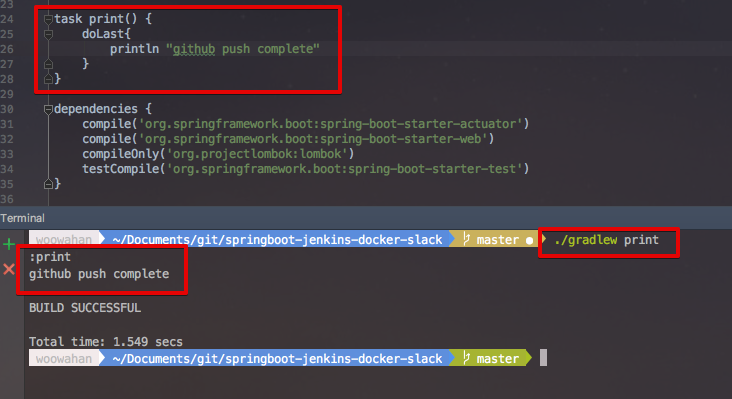 23
24 task print() {
25 doLast{
26 println "github push complete"
27 }
28 }
29
30 dependencies {
31 compile('org.springframework.boot:spring-boot-starter-actuator')
32 compile('org.springframework.boot:spring-boot-starter-web')
33 compileOnly('org.projectlombok:lombok')
34 testCompile('org.springframework.boot:spring-boot-starter-test')
35 }
36
Terminal
woowahan ~/Documents/git/springboot-jenkins-docker-slack master ● ./gradlew print
:print
github push complete
BUILD SUCCESSFUL
Total time: 1.549 secs
woowahan ~/Documents/git/springboot-jenkins-docker-slack master